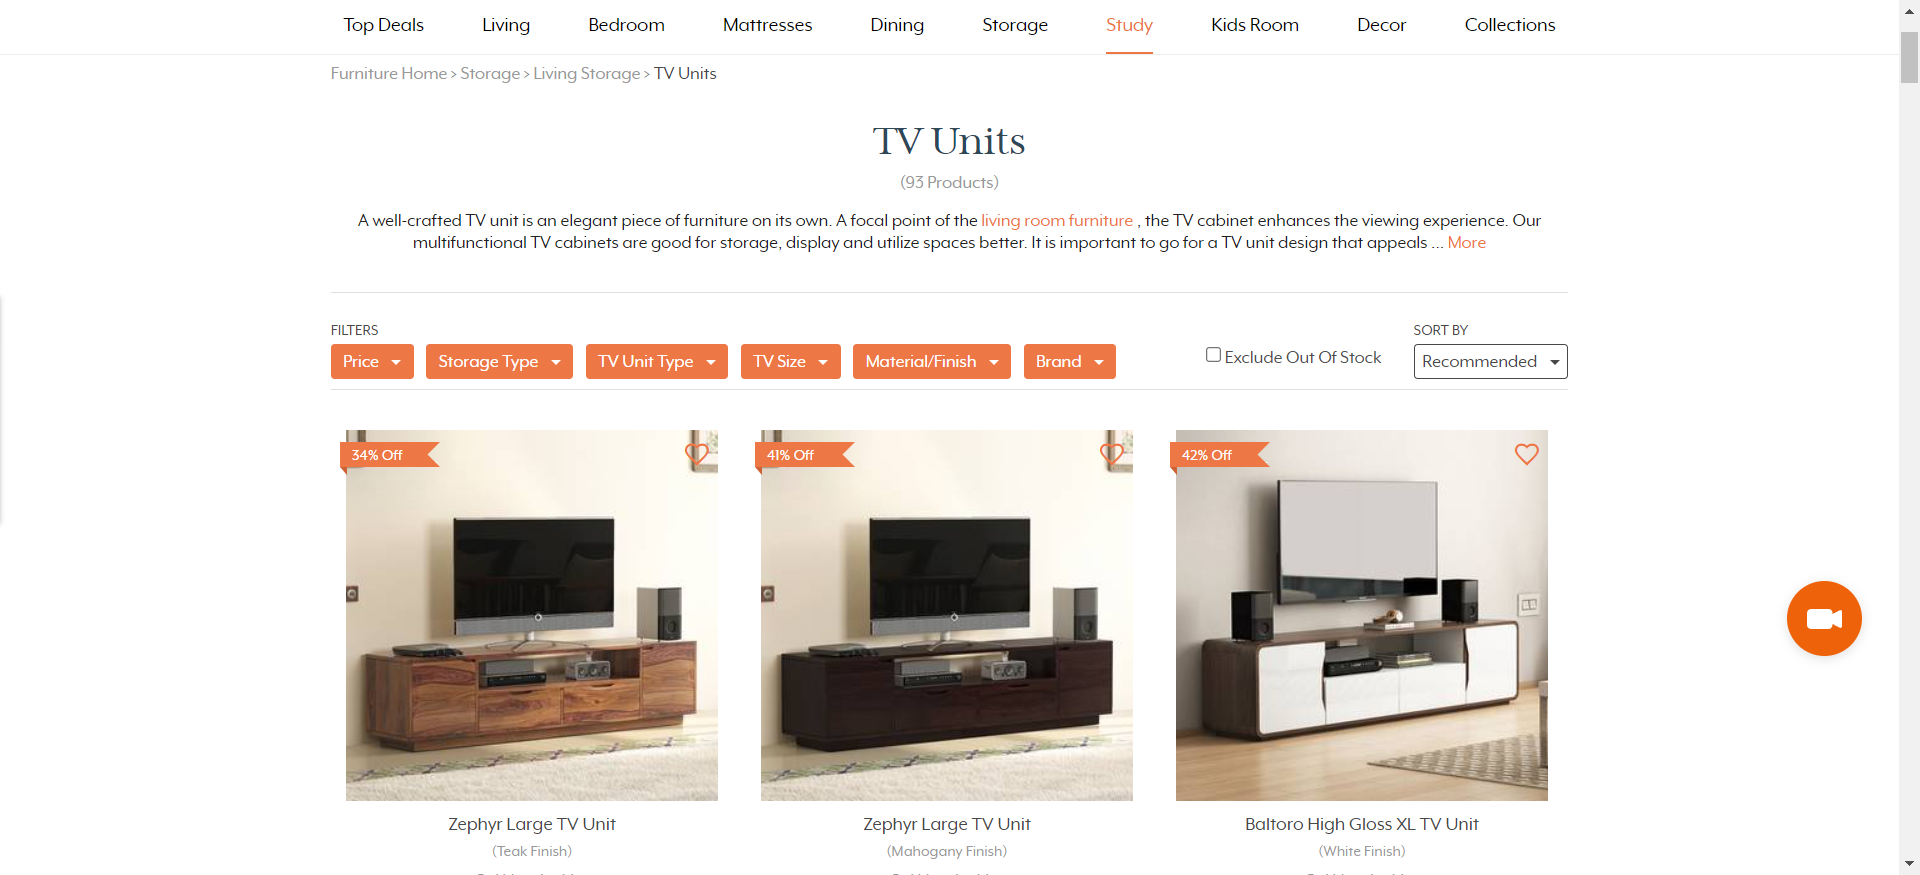 Top Deals Living Bedroom Mattresses Dining Storage Study Kids Room Decor Collections
Furniture Home > Storage > Living Storage > TV Units
TV Units
(93 Products)
A well-crafted TV unit is an elegant piece of furniture on its own. A focal point of the living room furniture , the TV cabinet enhances the viewing experience. Our
multifunctional TV cabinets are good for storage, display and utilize spaces better. It is important to go for a TV unit design that appeals ... More
FILTERS
SORT BY
Price Storage Type TV Unit Type TV Size Material/Finish Brand Exclude Out Of Stock Recommended
34% Off
41% Off
42% Off
Zephyr Large TV Unit
(Teak Finish)
Zephyr Large TV Unit
(Mahogany Finish)
Baltoro High Gloss XL TV Unit
(White Finish)